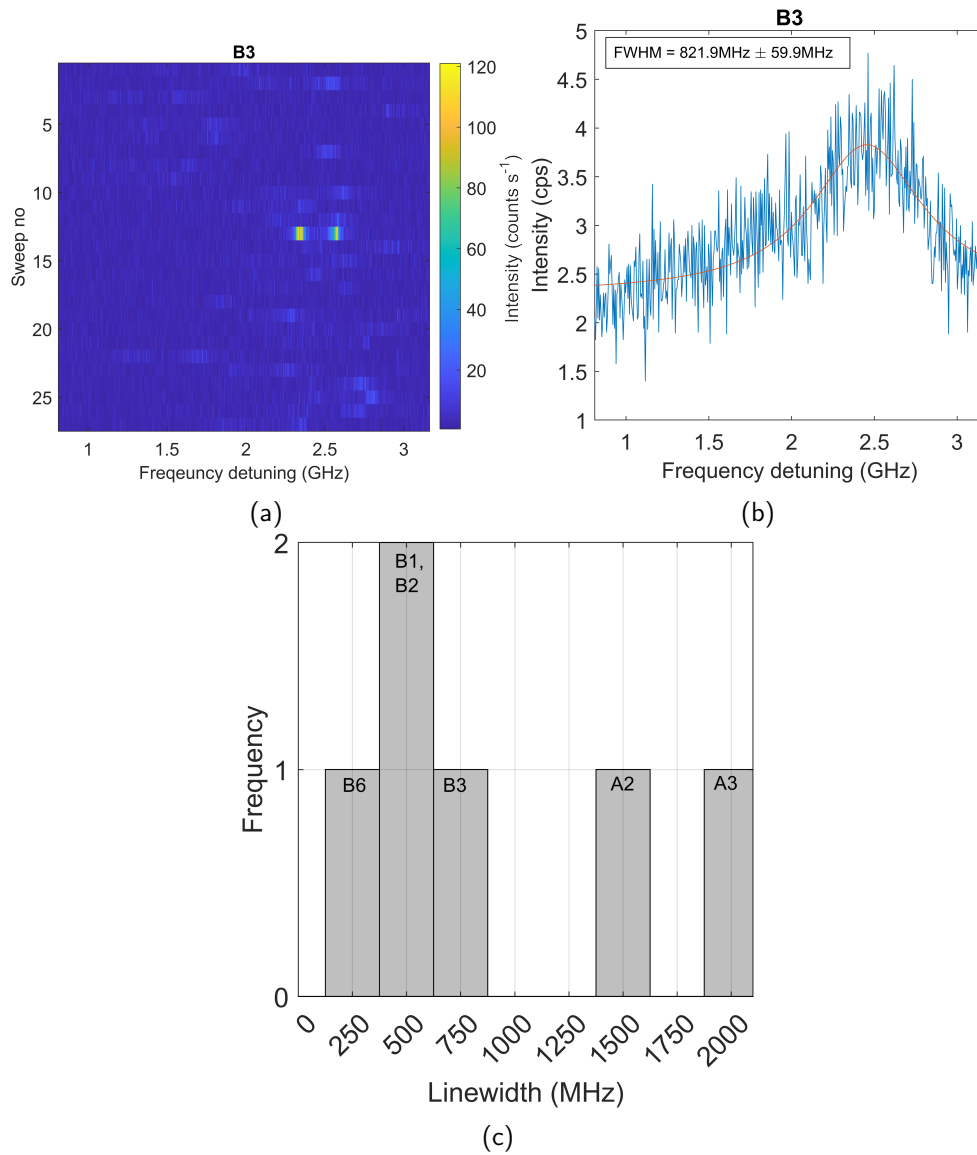 B3
5
10
15
20
25
Sweep no
1
1.5
2
2.5
3
Freqeuncy detuning (GHz)
120
100
80
60
40
20
Intensity (counts s⁻¹)
(a)
B3
FWHM = 821.9MHz ± 59.9MHz
5
4.5
4
3.5
3
2.5
2
1.5
1
Intensity (cps)
1
1.5
2
2.5
3
Frequency detuning (GHz)
(b)
2
1
0
Frequency
B1,
B2
B6
B3
A2
A3
0
250
500
750
1000
1250
1500
1750
2000
Linewidth (MHz)
(c)